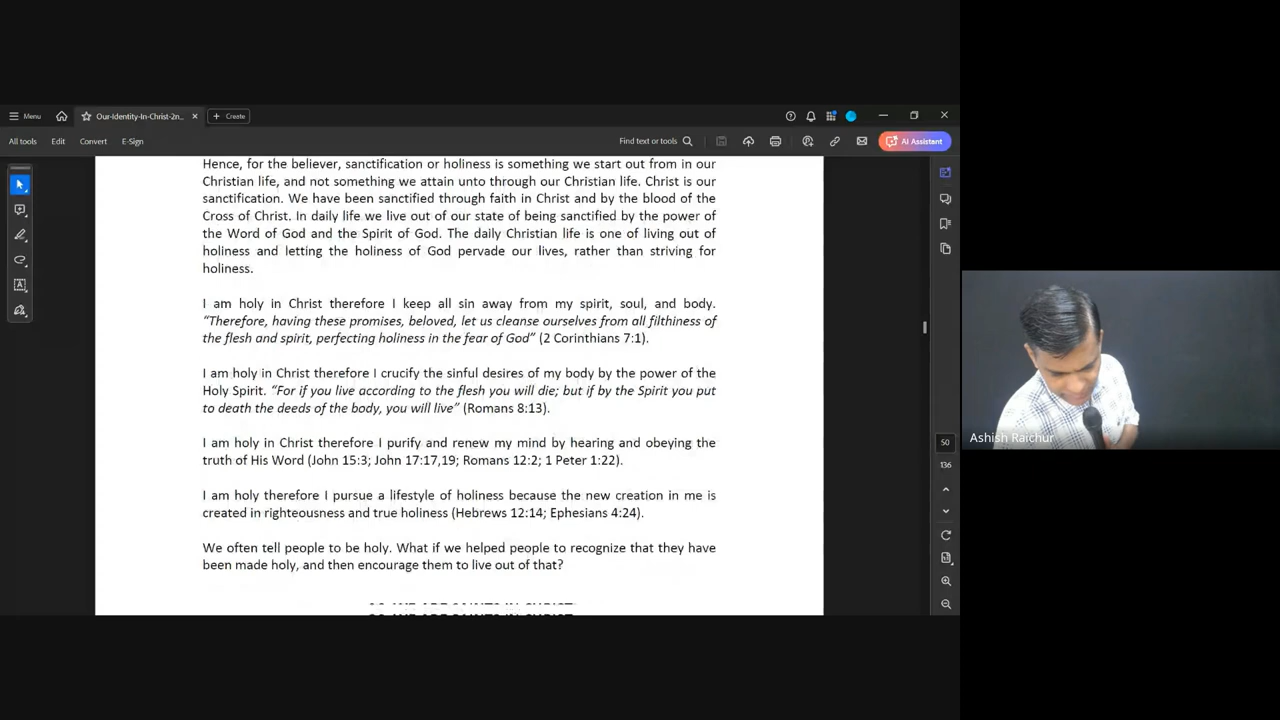 Menu
Our-Identity-In-Christ-2n...
Create
All tools
Edit
Convert
E-Sign
Find text or tools
AI Assistant
Hence, for the believer, sanctification or holiness is something we start out from in our
Christian life, and not something we attain unto through our Christian life. Christ is our
sanctification. We have been sanctified through faith in Christ and by the blood of the
Cross of Christ. In daily life we live out of our state of being sanctified by the power of
the Word of God and the Spirit of God. The daily Christian life is one of living out of
holiness and letting the holiness of God pervade our lives, rather than striving for
holiness.
I am holy in Christ therefore I keep all sin away from my spirit, soul, and body.
“Therefore, having these promises, beloved, let us cleanse ourselves from all filthiness of
the flesh and spirit, perfecting holiness in the fear of God” (2 Corinthians 7:1).
I am holy in Christ therefore I crucify the sinful desires of my body by the power of the
Holy Spirit. “For if you live according to the flesh you will die; but if by the Spirit you put
to death the deeds of the body, you will live” (Romans 8:13).
I am holy in Christ therefore I purify and renew my mind by hearing and obeying the
truth of His Word (John 15:3; John 17:17,19; Romans 12:2; 1 Peter 1:22).
I am holy therefore I pursue a lifestyle of holiness because the new creation in me is
created in righteousness and true holiness (Hebrews 12:14; Ephesians 4:24).
We often tell people to be holy. What if we helped people to recognize that they have
been made holy, and then encourage them to live out of that?
50
136
Ashish Raichur